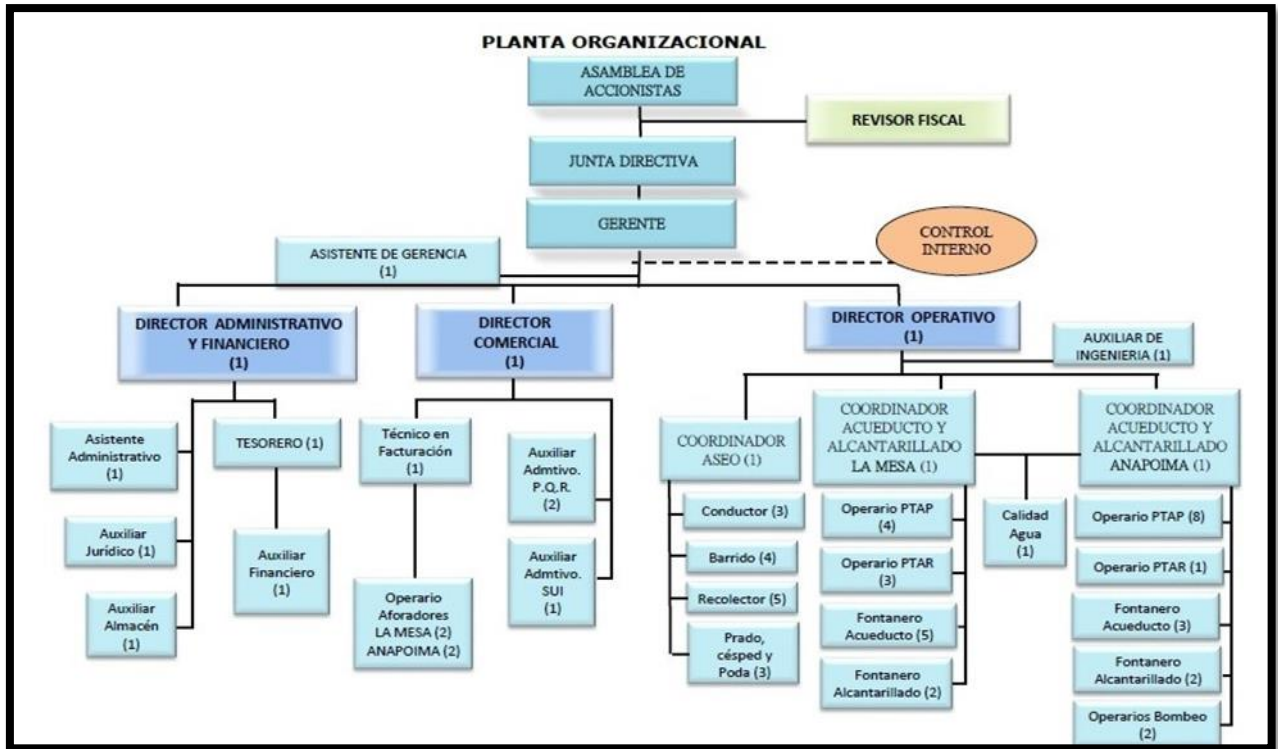 PLANTA ORGANIZACIONAL
ASAMBLEA DE
ACCIONISTAS
REVISOR FISCAL
JUNTA DIRECTIVA
GERENTE
CONTROL
INTERNO
ASISTENTE DE GERENCIA
(1)
DIRECTOR ADMINISTRATIVO
Y FINANCIERO
(1)
DIRECTOR
COMERCIAL
(1)
DIRECTOR OPERATIVO
(1)
AUXILIAR DE
INGENIERIA (1)
Asistente
Administrativo
(1)
Auxiliar
Jurídico (1)
Auxiliar
Almacén
(1)
TESORERO (1)
Auxiliar
Financiero
(1)
Técnico en
Facturación
(1)
Operario
Aforadores
LA MESA (2)
ANAPOIMA (2)
Auxiliar
Admtivo.
P.Q.R.
(2)
Auxiliar
Admtivo.
SUI
(1)
COORDINADOR
ASEO (1)
Conductor (3)
Barrido (4)
Recolector (5)
Prado,
césped y
Poda (3)
COORDINADOR
ACUEDUCTO Y
ALCANTARILLADO
LA MESA (1)
Operario PTAP
(4)
Operario PTAR
(3)
Fontanero
Acueducto (5)
Fontanero
Alcantarillado (2)
Calidad
Agua
(1)
COORDINADOR
ACUEDUCTO Y
ALCANTARILLADO
ANAPOIMA (1)
Operario PTAP (8)
Operario PTAR (1)
Fontanero
Acueducto (3)
Fontanero
Alcantarillado (2)
Operarios Bombeo
(2)